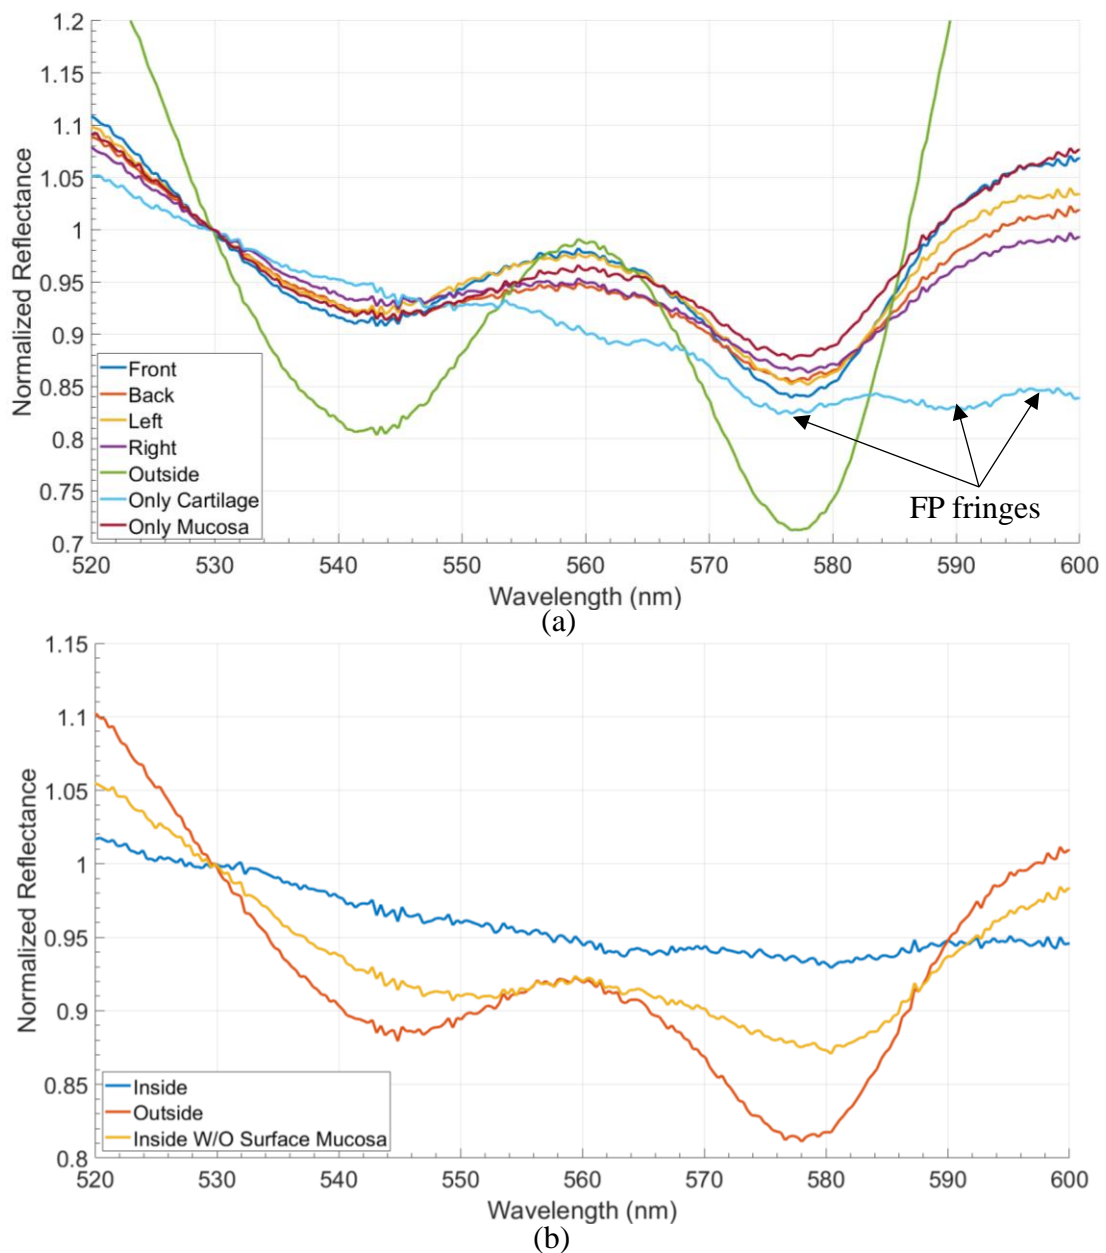 1.2
1.15
1.1
1.05
1
0.95
0.9
0.85
0.8
0.75
0.7
Normalized Reflectance
Front
Back
Left
Right
Outside
Only Cartilage
Only Mucosa
FP fringes
520 530 540 550 560 570 580 590 600
Wavelength (nm)
(a)
1.15
1.1
1.05
1
0.95
0.9
0.85
0.8
Normalized Reflectance
Inside
Outside
Inside W/O Surface Mucosa
520 530 540 550 560 570 580 590 600
Wavelength (nm)
(b)